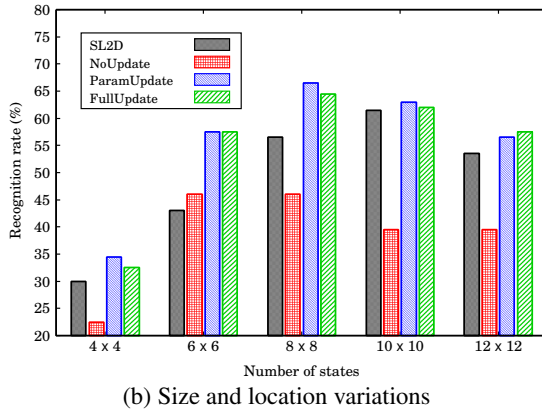 80
75
70
65
60
55
50
45
40
35
30
25
20
Recognition rate (%)
SL2D
NoUpdate
ParamUpdate
FullUpdate
4 x 4 6 x 6 8 x 8 10 x 10 12 x 12
Number of states
(b) Size and location variations